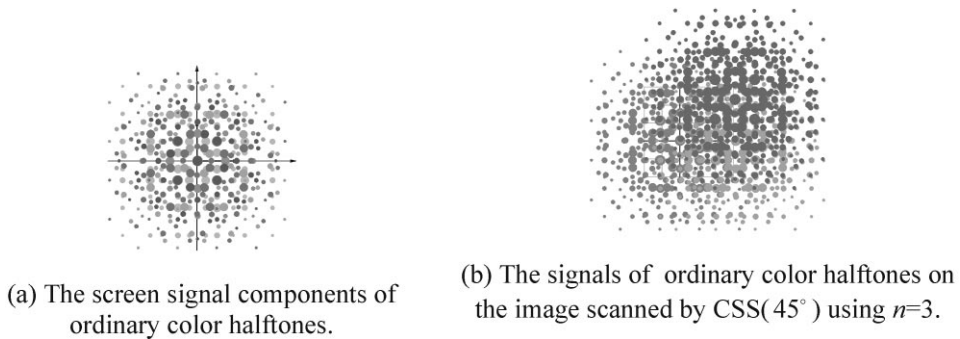 (a) The screen signal components of
ordinary color halftones.
(b) The signals of ordinary color halftones on
the image scanned by CSS(45°) using n=3.